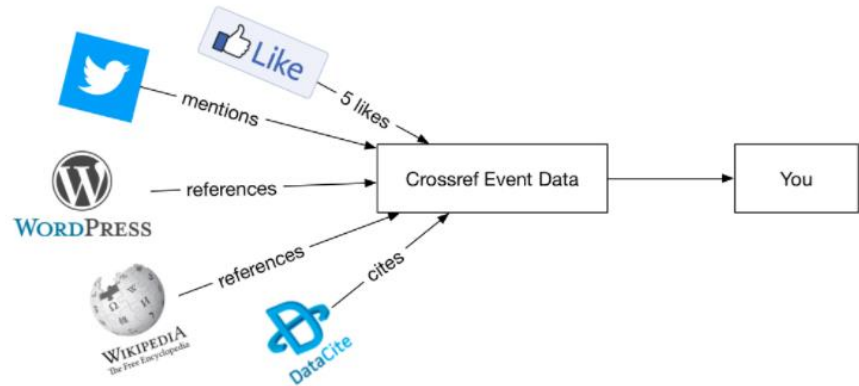 Like
5 likes
mentions
Crossref Event Data
You
WORDPRESS
references
WIKIPEDIA
The Free Encyclopedia
references
DataCite
cites